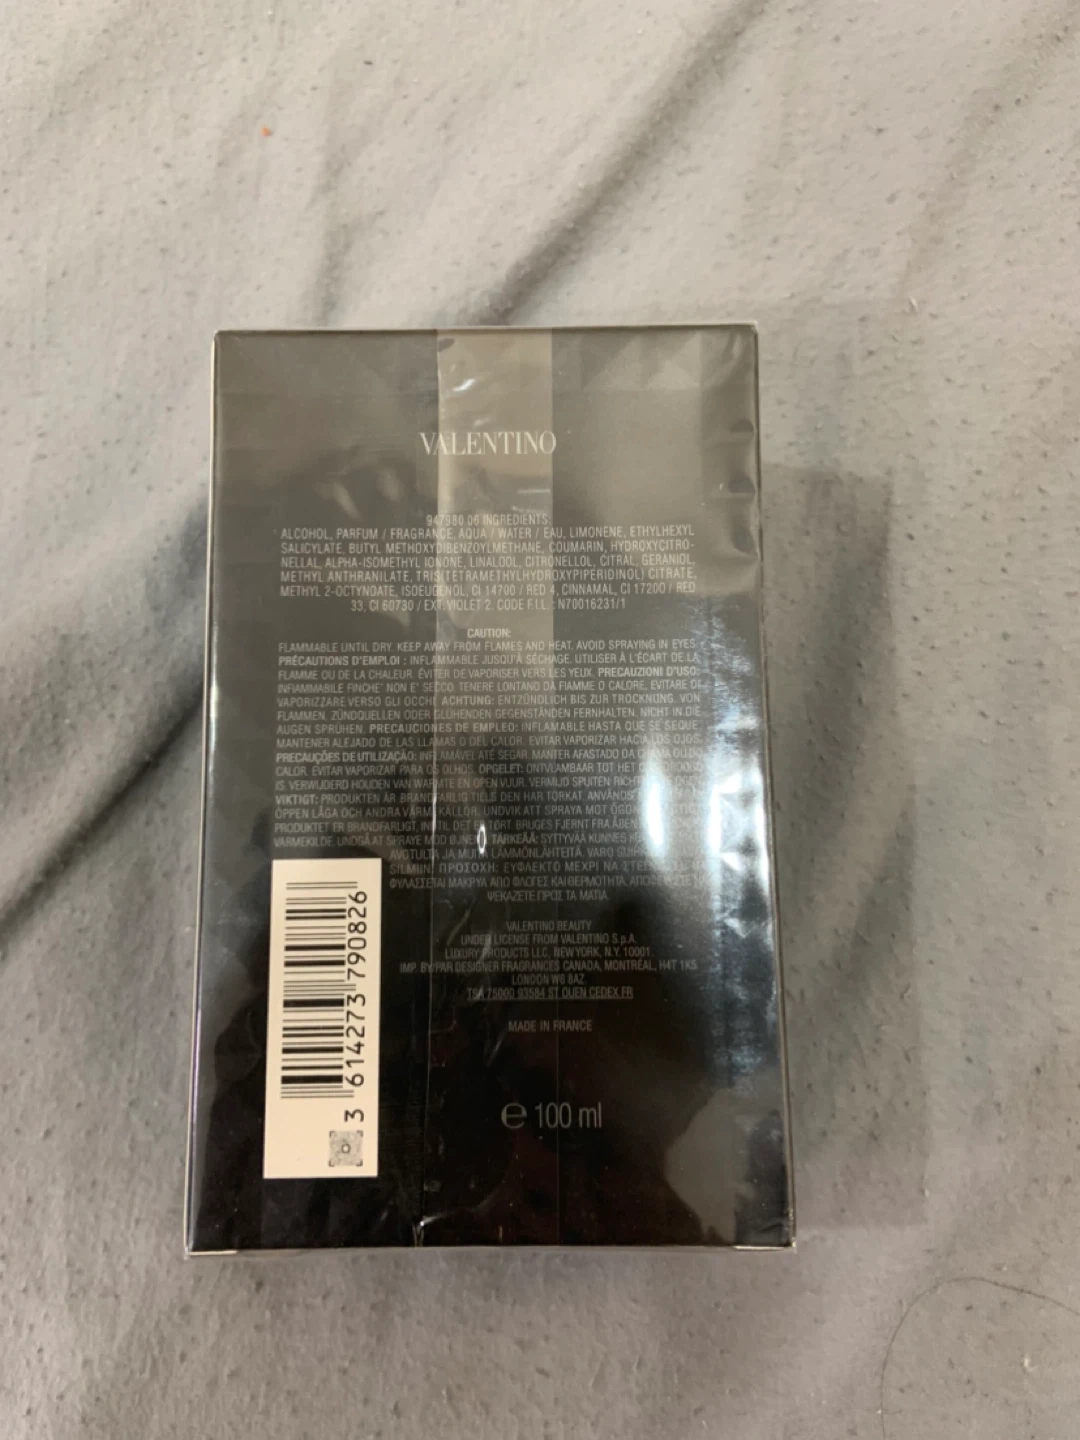 VALENTINO
947980 06 INGREDIENTS:
ALCOHOL, PARFUM / FRAGRANCE, AQUA / WATER / EAU, LIMONENE, ETHYLHEXYL
SALICYLATE, BUTYL METHOXYDIBENZOYLMETHANE, COUMARIN, HYDROXYCITRO-
NELLAL, ALPHA-ISOMETHYL IONONE, LINALOOL, CITRONELLOL, CITRAL, GERANIOL,
METHYL ANTHRANILATE, TRIS(TETRAMETHYLHYDROXYPIPERIDINOL) CITRATE,
METHYL 2-OCTYNOATE, ISOEUGENOL, CI 14700 / RED 4, CINNAMAL, CI 17200 / RED
33, CI 60730 / EXT. VIOLET 2. CODE F.I.L. : N70016231/1
CAUTION:
FLAMMABLE UNTIL DRY. KEEP AWAY FROM FLAMES AND HEAT. AVOID SPRAYING IN EYES.
PRÉCAUTIONS D'EMPLOI : INFLAMMABLE JUSQU'À SÉCHAGE. UTILISER À L'ÉCART DE LA
FLAMME OU DE LA CHALEUR. ÉVITER DE VAPORISER VERS LES YEUX. PRECAUZIONI D'USO:
INFIAMMABILE FINCHE' NON E' SECCO. TENERE LONTANO DA FIAMME O CALORE. EVITARE DI
VAPORIZZARE VERSO GLI OCCHI. ACHTUNG: ENTZÜNDLICH BIS ZUR TROCKNUNG. VON
FLAMMEN, ZÜNDQUELLEN ODER GLÜHENDEN GEGENSTÄNDEN FERNHALTEN. NICHT IN DIE
AUGEN SPRÜHEN. PRECAUCIONES DE EMPLEO: INFLAMABLE HASTA QUE SE SEQUE.
MANTENER ALEJADO DE LAS LLAMAS O DEL CALOR. EVITAR VAPORIZAR HACIA LOS OJOS.
PRECAUÇÕES DE UTILIZAÇÃO: INFLAMÁVEL ATÉ SECAR. MANTER AFASTADO DA CHAMA OU DO
CALOR. EVITAR VAPORIZAR PARA OS OLHOS. OPGELET: ONTVLAMBAAR TOT HET
IS. VERWIJDERD HOUDEN VAN WARMTE EN OPEN VUUR. VERMIJD SPUITEN
VIKTIGT: PRODUKTEN ÄR BRANDFARLIG TILLS DEN HAR TORKAT.
ÖPPEN LÅGA OCH ANDRA VÄRMEKÄLLOR. UNDVIK ATT SPRAYA MOT
PRODUKTET ER BRANDFARLIGT, INDTIL DET ER TØRT. BRUGES FJERNT FRA ÅBEN
VARMEKILDE. UNDGÅ AT SPRAYE MOD ØJNENE. TÄRKEÄÄ: SYTTYVÄÄ KUNNES
AVOTULTA JA MUITA LÄMMÖNLÄHTEITÄ. VARO
SILMIIN. ΠΡΟΣΟΧΗ: ΕΥΦΛΕΚΤΟ ΜΕΧΡΙ ΝΑ
ΦΥΛΑΣΣΕΤΑΙ ΜΑΚΡΥΑ ΑΠΟ ΦΛΟΓΕΣ ΚΑΙ ΘΕΡΜΟΤΗΤΑ.
ΨΕΚΑΖΕΤΕ ΠΡΟΣ ΤΑ ΜΑΤΙΑ.
VALENTINO BEAUTY
UNDER LICENSE FROM VALENTINO S.p.A.
LUXURY PRODUCTS LLC, NEW YORK, N.Y. 10001
IMP. BY/PAR DESIGNER FRAGRANCES CANADA, MONTRÉAL, H4T 1K5
LONDON W6 8AZ
TSA 75000 93584 ST OUEN CEDEX FR
MADE IN FRANCE
℮ 100 ml
3 614273 790826